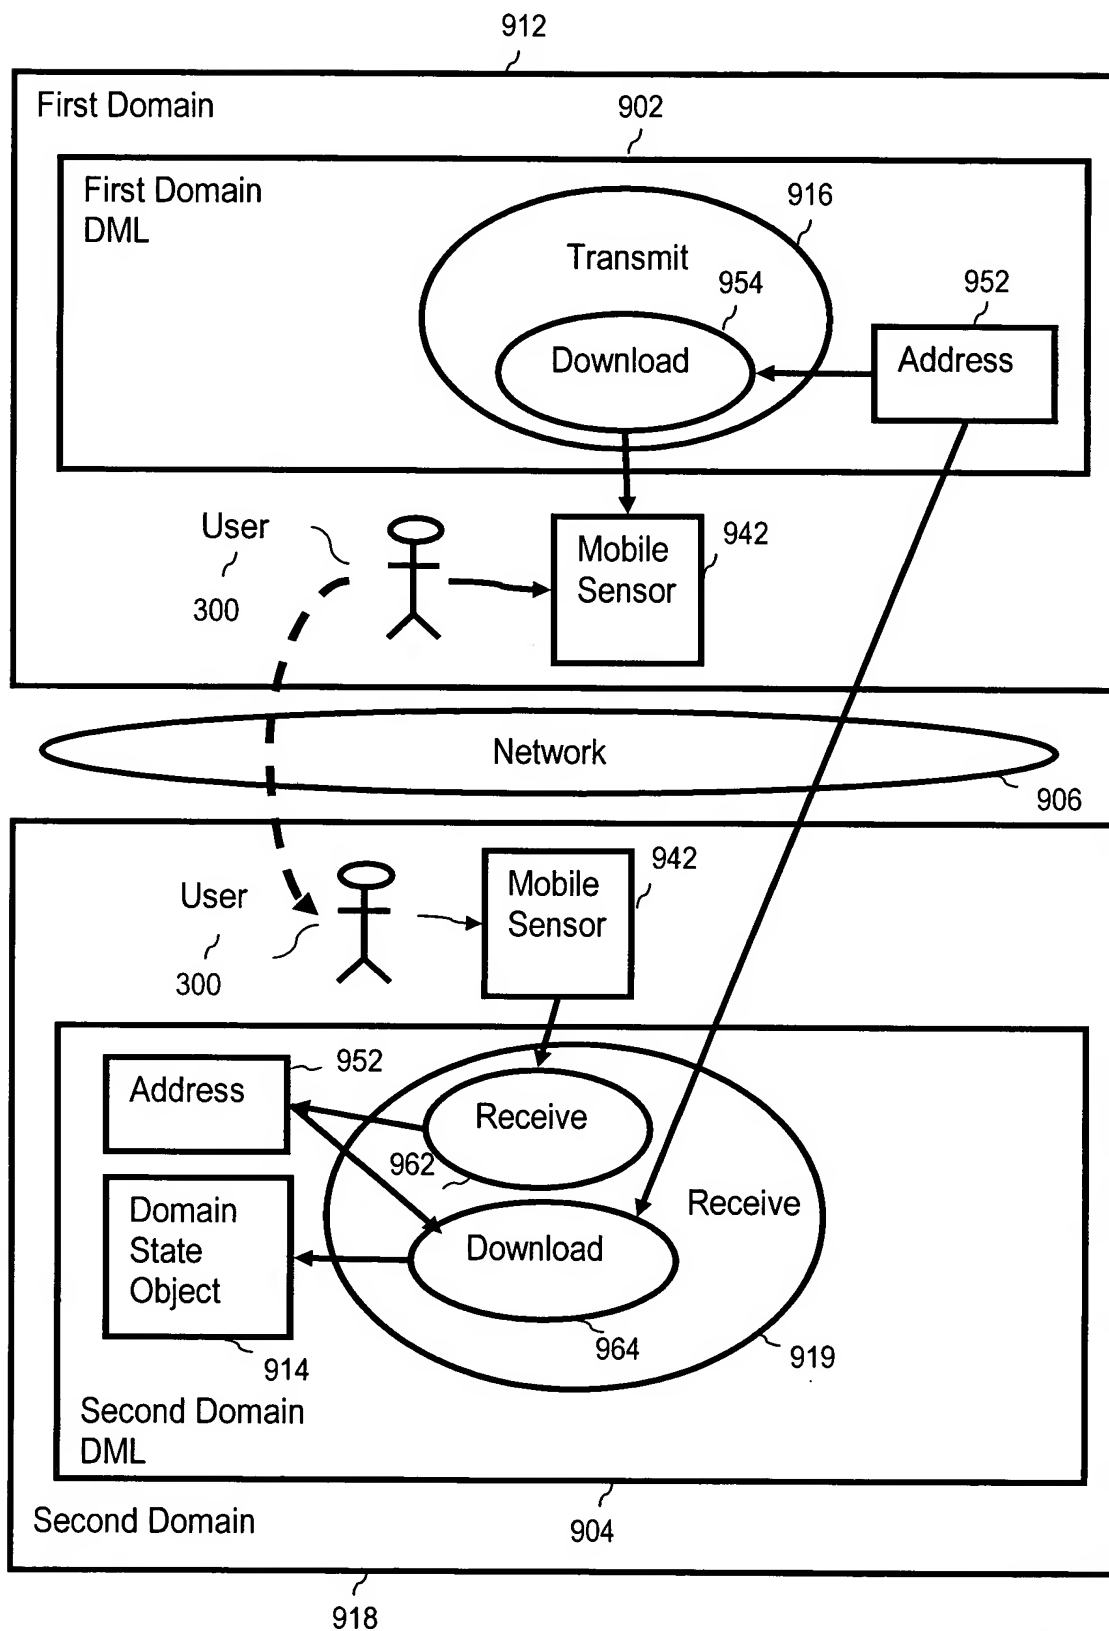 912
First Domain
902
First Domain
DML
916
Transmit
954
952
Download
Address
User
300
942
Mobile
Sensor
Network
906
942
Mobile
Sensor
User
300
952
Address
Receive
962
Receive
Domain
State
Object
Download
964
919
914
Second Domain
DML
Second Domain
904
918